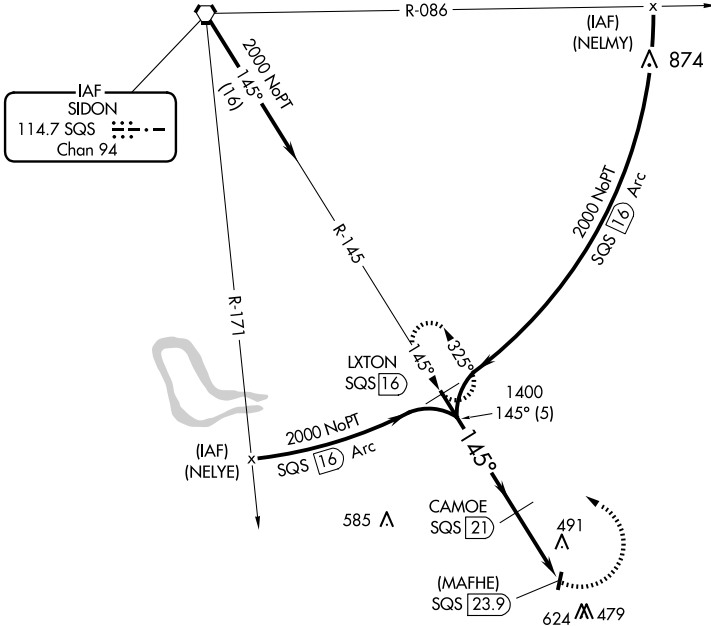 R-086
(IAF)
(NELMY)
874
2000 NoPT
145°
(16)
IAF
SIDON
114.7 SQS
Chan 94
2000 NoPT
SQS 16 Arc
R-145
R-171
145°
325°
LXTON
SQS 16
1400
145° (5)
2000 NoPT
SQS 16 Arc
(IAF)
(NELYE)
145°
585
CAMOE
SQS 21
491
(MAFHE)
SQS 23.9
624
479